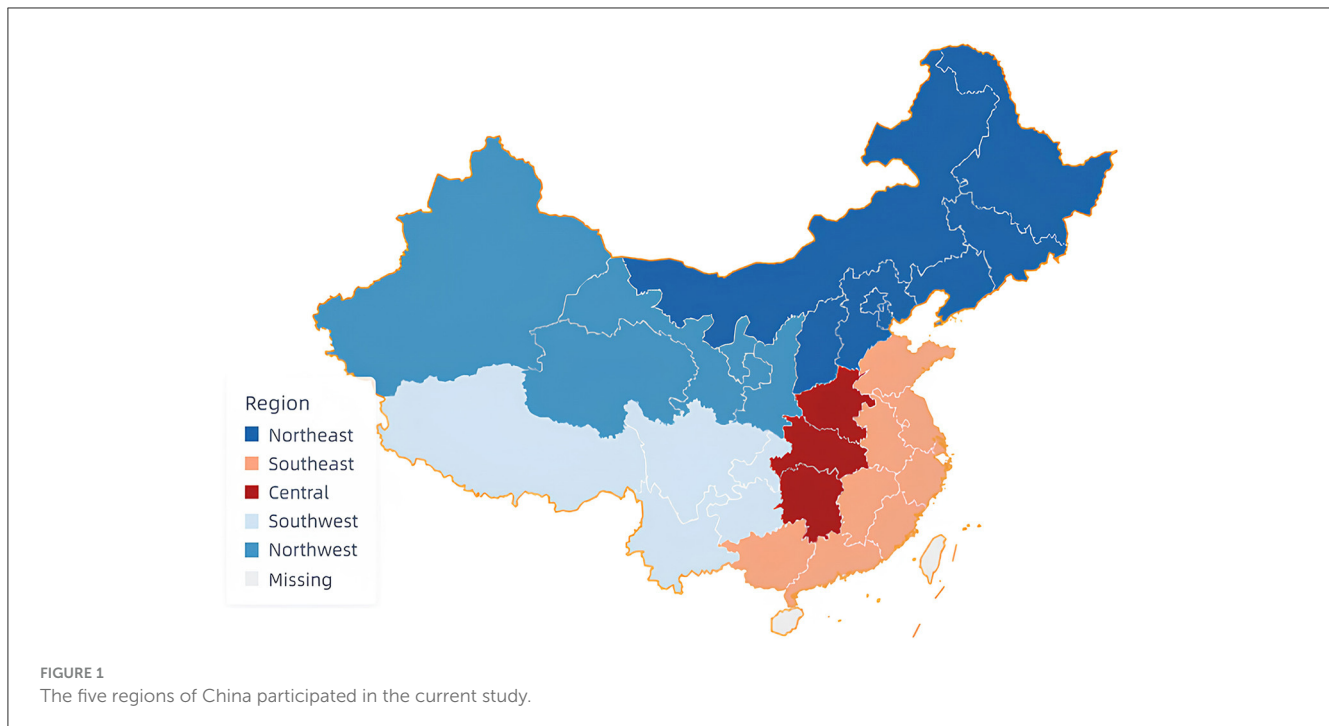 Region
Northeast
Southeast
Central
Southwest
Northwest
Missing
FIGURE 1
The five regions of China participated in the current study.